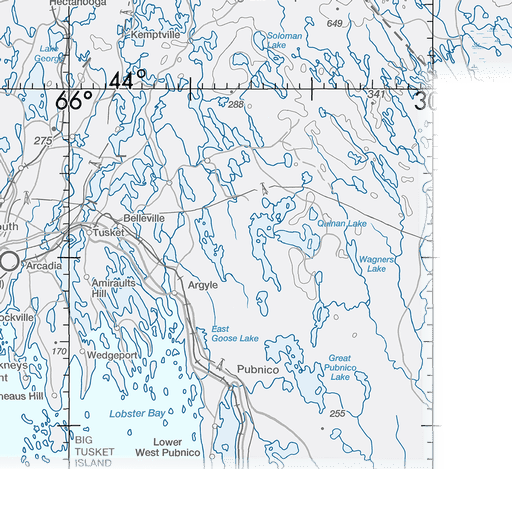 Hectanooga
Kemptville
649
Soloman
Lake
Lake
George
44°
66°
288
341
30
275
Belleville
Tusket
Quinan Lake
Wagners
Lake
Arcadia
Amiraults
Hill
Argyle
East
Goose Lake
170
Wedgeport
Pubnico
Great
Pubnico
Lake
Lobster Bay
255
BIG
TUSKET
ISLAND
Lower
West Pubnico